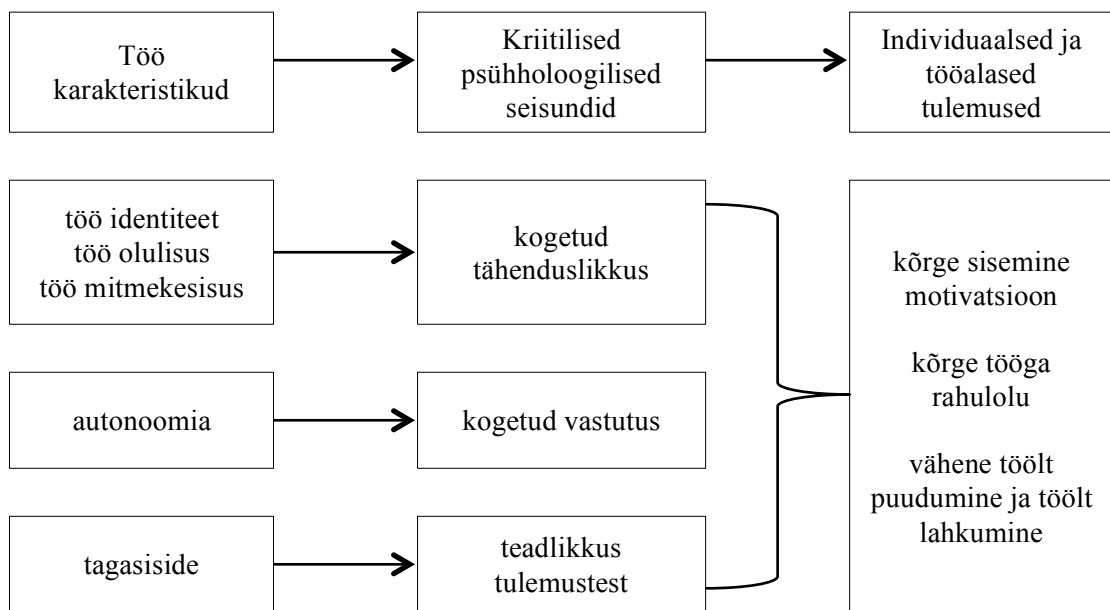 Töö
karakteristikud
Kriitilised
psühholoogilised
seisundid
Individuaalsed ja
tööalased
tulemused
töö identiteet
töö olulisus
töö mitmekesisus
kogetud
tähenduslikkus
autonoomia
kogetud vastutus
tagasiside
teadlikkus
tulemustest
kõrge sisemine
motivatsioon
kõrge tööga
rahulolu
vähene töölt
puudumine ja töölt
lahkumine